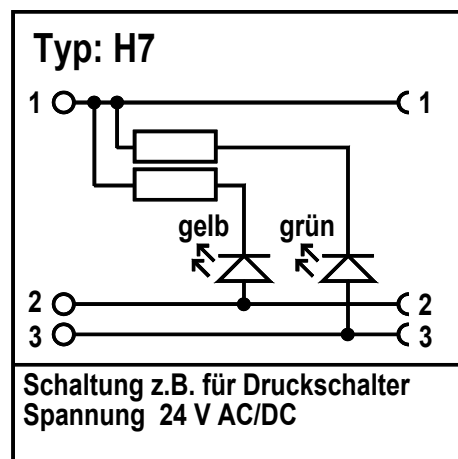 Typ: H7
1 1
gelb grün
2 2
3 3
Schaltung z.B. für Druckschalter
Spannung 24 V AC/DC